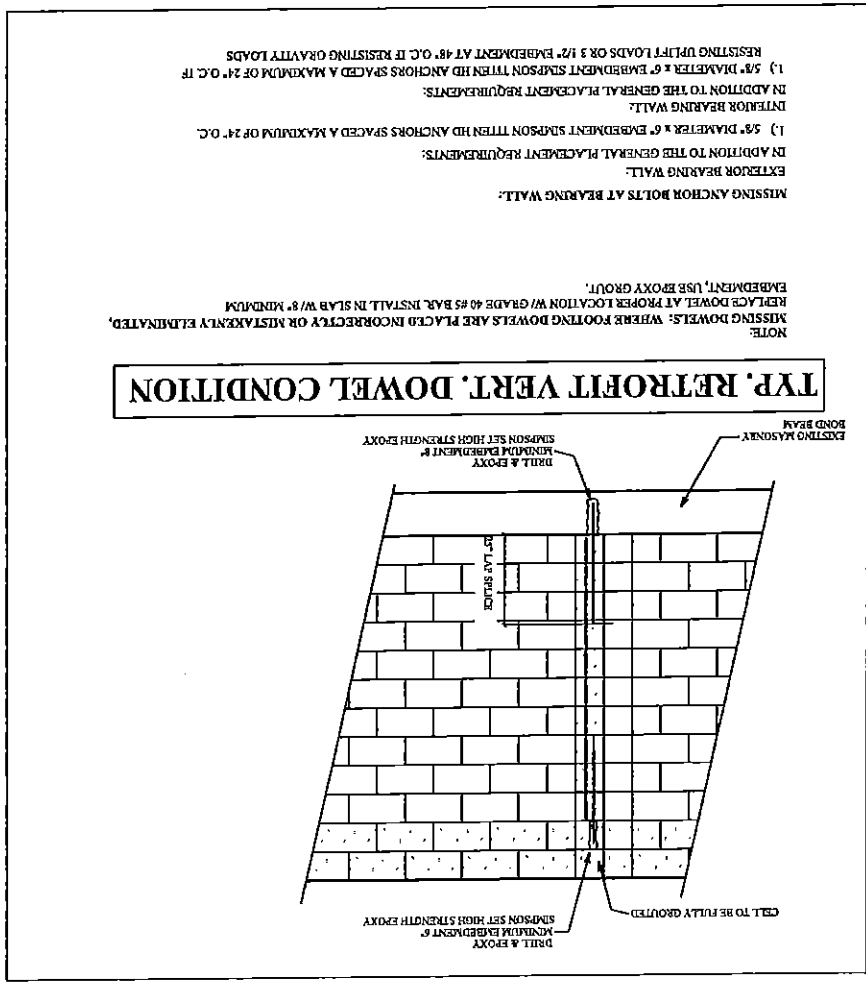 DRILL & EPOXY
MINIMUM EMBEDMENT 6"
SIMPSON SET HIGH STRENGTH EPOXY
CELL TO BE FULLY GROUTED
25" LAP SPLICE
DRILL & EPOXY
MINIMUM EMBEDMENT 8"
SIMPSON SET HIGH STRENGTH EPOXY
EXISTING MASONRY
BOND BEAM
TYP. RETROFIT VERT. DOWEL CONDITION
NOTE:
MISSING DOWELS: WHERE FOOTING DOWELS ARE PLACED INCORRECTLY OR MISTAKENLY ELIMINATED,
REPLACE DOWEL AT PROPER LOCATION W/ GRADE 40 #5 BAR. INSTALL IN SLAB W/ 8" MINIMUM
EMBEDMENT, USE EPOXY GROUT.
MISSING ANCHOR BOLTS AT BEARING WALL:
EXTERIOR BEARING WALL:
IN ADDITION TO THE GENERAL PLACEMENT REQUIREMENTS:
1.) 5/8" DIAMETER x 6" EMBEDMENT SIMPSON TITEN HD ANCHORS SPACED A MAXIMUM OF 24" O.C.
INTERIOR BEARING WALL:
IN ADDITION TO THE GENERAL PLACEMENT REQUIREMENTS:
1.) 5/8" DIAMETER x 6" EMBEDMENT SIMPSON TITEN HD ANCHORS SPACED A MAXIMUM OF 24" O.C. IF
RESISTING UPLIFT LOADS OR 3 1/2" EMBEDMENT AT 48" O.C. IF RESISTING GRAVITY LOADS